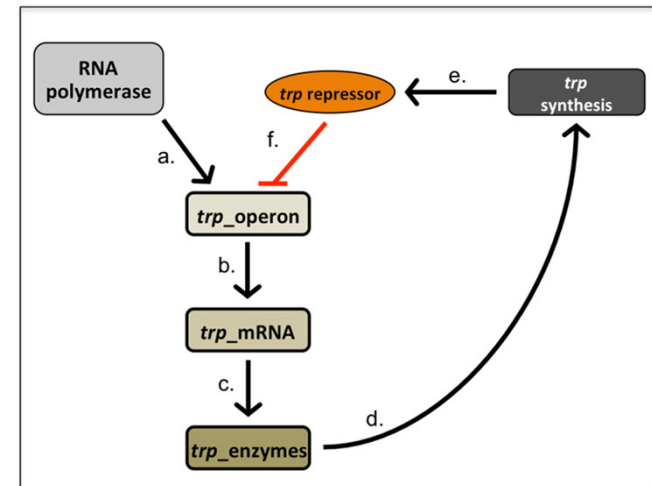 RNA
polymerase
trp repressor
e.
trp
synthesis
a.
f.
trp_operon
b.
trp_mRNA
c.
d.
trp_enzymes